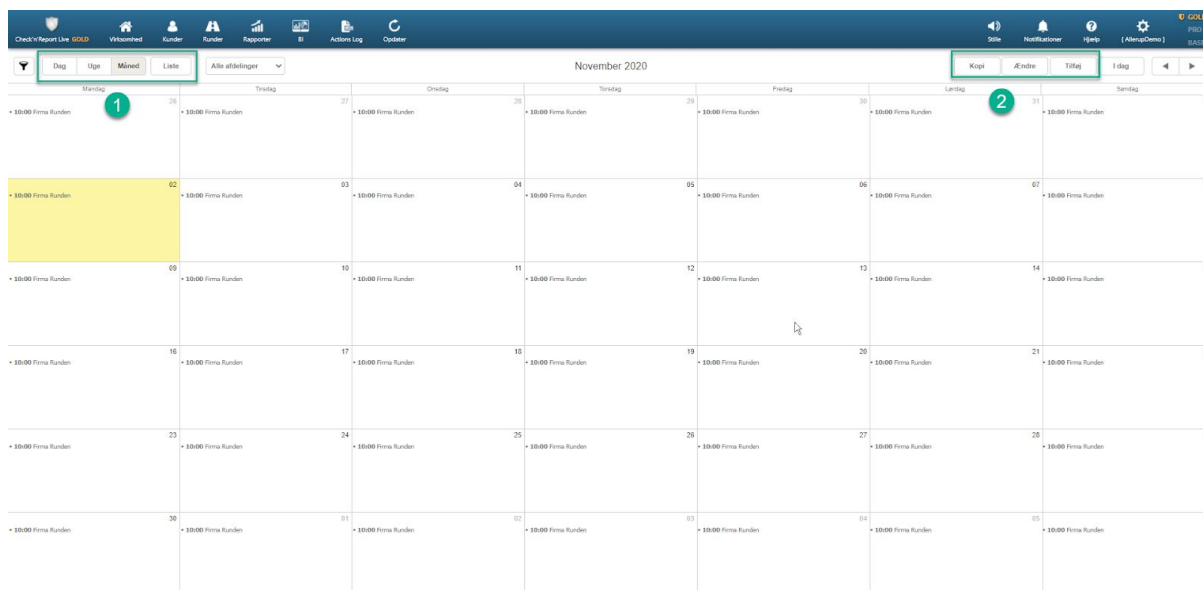 Check'n'Report Live GOLD Virksomhed Kunder Runder Rapporter BI Actions Log Opdater Stille Notifikationer Hjælp [ AllerupDemo ] GOL
PRO
BASI
Dag Uge Måned Liste Alle afdelinger November 2020 Kopi Ændre Tilføj I dag
1 2
Mandag Tirsdag Onsdag Torsdag Fredag Lørdag Søndag
26 27 28 29 30 31
• 10:00 Firma Runden • 10:00 Firma Runden • 10:00 Firma Runden • 10:00 Firma Runden • 10:00 Firma Runden • 10:00 Firma Runden • 10:00 Firma Runden
02 03 04 05 06 07
• 10:00 Firma Runden • 10:00 Firma Runden • 10:00 Firma Runden • 10:00 Firma Runden • 10:00 Firma Runden • 10:00 Firma Runden • 10:00 Firma Runden
09 10 11 12 13 14
• 10:00 Firma Runden • 10:00 Firma Runden • 10:00 Firma Runden • 10:00 Firma Runden • 10:00 Firma Runden • 10:00 Firma Runden • 10:00 Firma Runden
16 17 18 19 20 21
• 10:00 Firma Runden • 10:00 Firma Runden • 10:00 Firma Runden • 10:00 Firma Runden • 10:00 Firma Runden • 10:00 Firma Runden • 10:00 Firma Runden
23 24 25 26 27 28
• 10:00 Firma Runden • 10:00 Firma Runden • 10:00 Firma Runden • 10:00 Firma Runden • 10:00 Firma Runden • 10:00 Firma Runden • 10:00 Firma Runden
30 01 02 03 04 05
• 10:00 Firma Runden • 10:00 Firma Runden • 10:00 Firma Runden • 10:00 Firma Runden • 10:00 Firma Runden • 10:00 Firma Runden • 10:00 Firma Runden